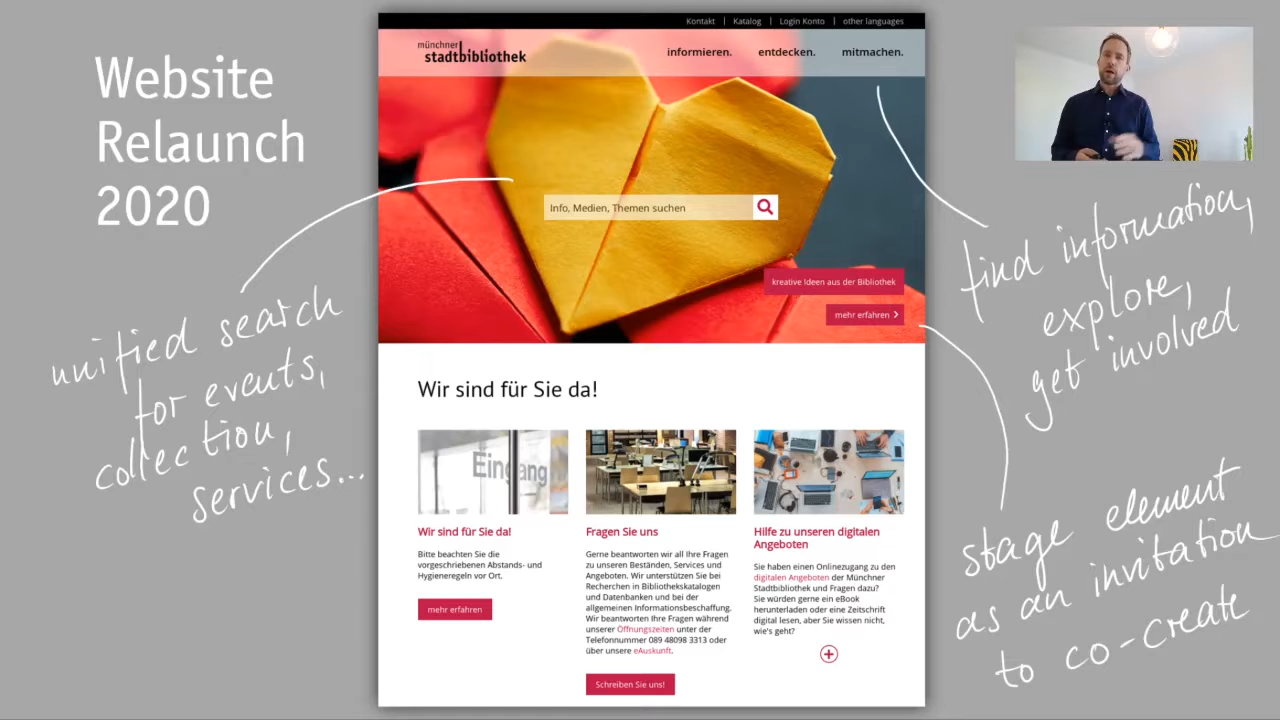 Website
Relaunch
2020
Kontakt | Katalog | Login Konto | other languages
münchner
stadtbibliothek
informieren. entdecken. mitmachen.
Info, Medien, Themen suchen
kreative Ideen aus der Bibliothek
mehr erfahren
unified search
for events,
collection,
services...
find information,
explore,
get involved
stage element
as an invitation
to co-create
Wir sind für Sie da!
Eingang
Wir sind für Sie da!
Bitte beachten Sie die
vorgeschriebenen Abstands- und
Hygieneregeln vor Ort.
mehr erfahren
Fragen Sie uns
Gerne beantworten wir all Ihre Fragen
zu unseren Beständen, Services und
Angeboten. Wir unterstützen Sie bei
Recherchen in Bibliothekskatalogen
und Datenbanken und bei der
allgemeinen Informationsbeschaffung.
Wir beantworten Ihre Fragen während
unserer Öffnungszeiten unter der
Telefonnummer 089 48098 3313 oder
über unsere eAuskunft.
Schreiben Sie uns!
Hilfe zu unseren digitalen
Angeboten
Sie haben einen Onlinezugang zu den
digitalen Angeboten der Münchner
Stadtbibliothek und Fragen dazu?
Sie würden gerne ein eBook
herunterladen oder eine Zeitschrift
digital lesen, aber Sie wissen nicht,
wie's geht?